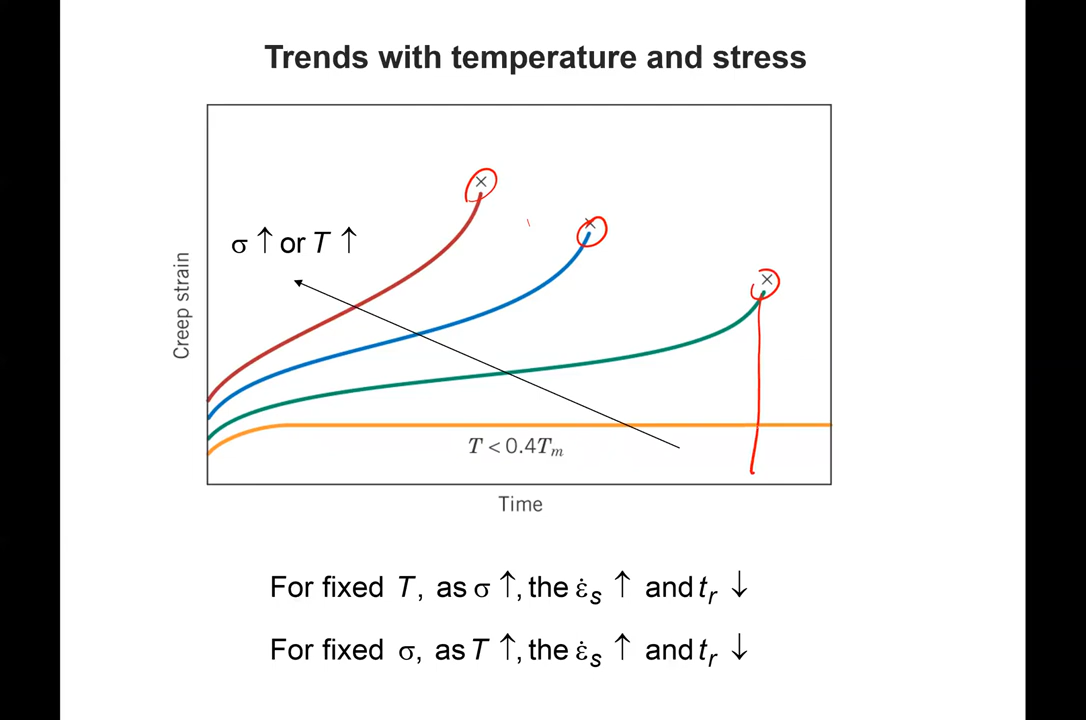 Trends with temperature and stress
σ ↑ or T ↑
Creep strain
T < 0.4Tₘ
Time
For fixed T, as σ ↑, the ε̇ₛ ↑ and tᵣ ↓
For fixed σ, as T ↑, the ε̇ₛ ↑ and tᵣ ↓